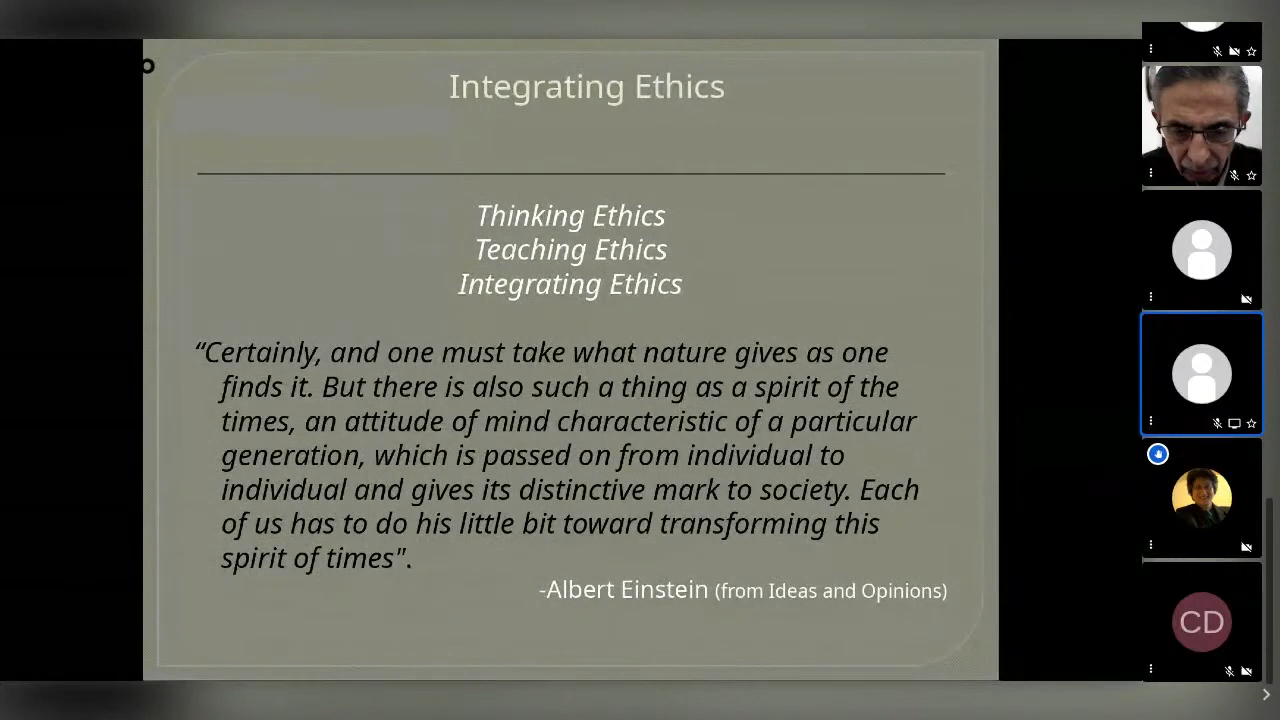 o
Integrating Ethics
Thinking Ethics
Teaching Ethics
Integrating Ethics
“Certainly, and one must take what nature gives as one
finds it. But there is also such a thing as a spirit of the
times, an attitude of mind characteristic of a particular
generation, which is passed on from individual to
individual and gives its distinctive mark to society. Each
of us has to do his little bit toward transforming this
spirit of times".
-Albert Einstein (from Ideas and Opinions)
CD